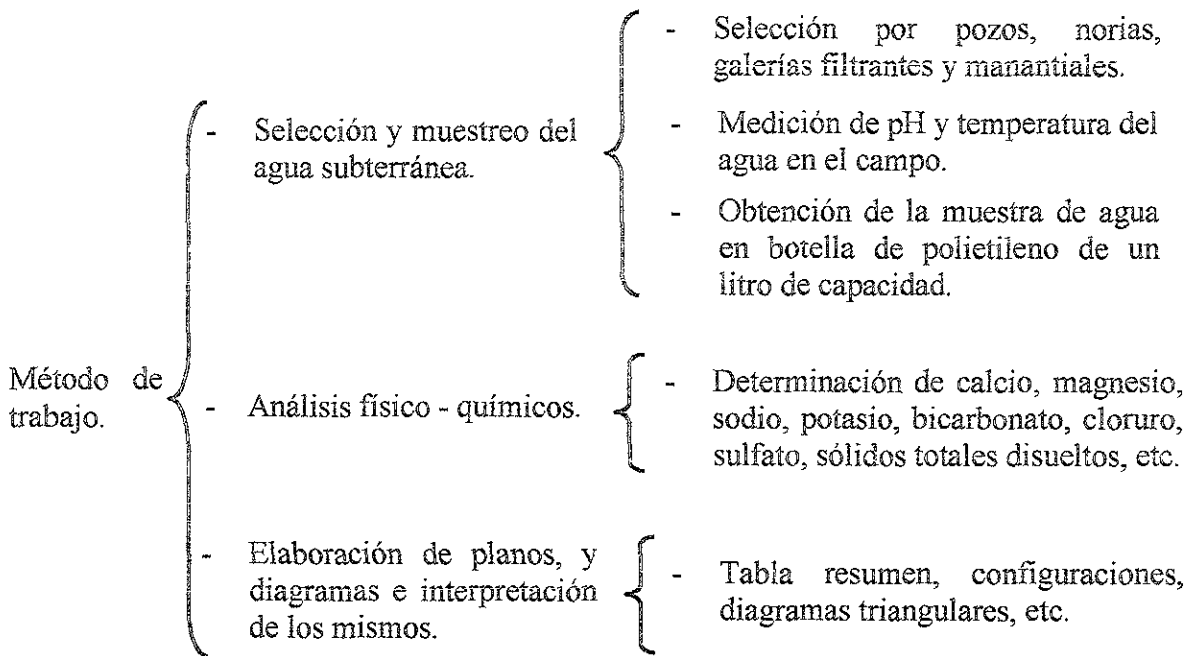 Método de
trabajo.
- Selección y muestreo del
agua subterránea.
- Selección por pozos, norias,
galerías filtrantes y manantiales.
- Medición de pH y temperatura del
agua en el campo.
- Obtención de la muestra de agua
en botella de polietileno de un
litro de capacidad.
- Análisis físico - químicos.
- Determinación de calcio, magnesio,
sodio, potasio, bicarbonato, cloruro,
sulfato, sólidos totales disueltos, etc.
- Elaboración de planos, y
diagramas e interpretación
de los mismos.
- Tabla resumen, configuraciones,
diagramas triangulares, etc.